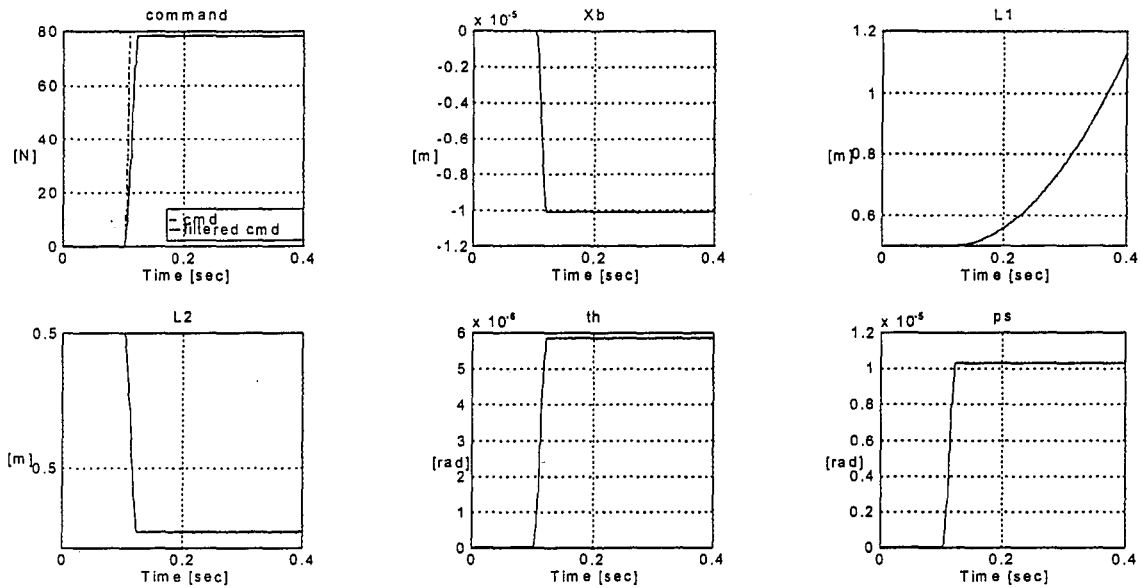 command
80
60
40
20
0
[N]
cmd
filtered cmd
0
0.2
0.4
Time [sec]
x 10-5
Xb
0
-0.2
-0.4
-0.6
-0.8
-1
-1.2
[m]
0
0.2
0.4
Time [sec]
L1
1.2
1
0.8
0.6
[m]
0
0.2
0.4
Time [sec]
L2
0.5
0.5
[m]
0
0.2
0.4
Time [sec]
x 10-6
th
6
5
4
3
2
1
0
[rad]
0
0.2
0.4
Time [sec]
x 10-5
ps
1.2
1
0.8
0.6
0.4
0.2
0
[rad]
0
0.2
0.4
Time [sec]